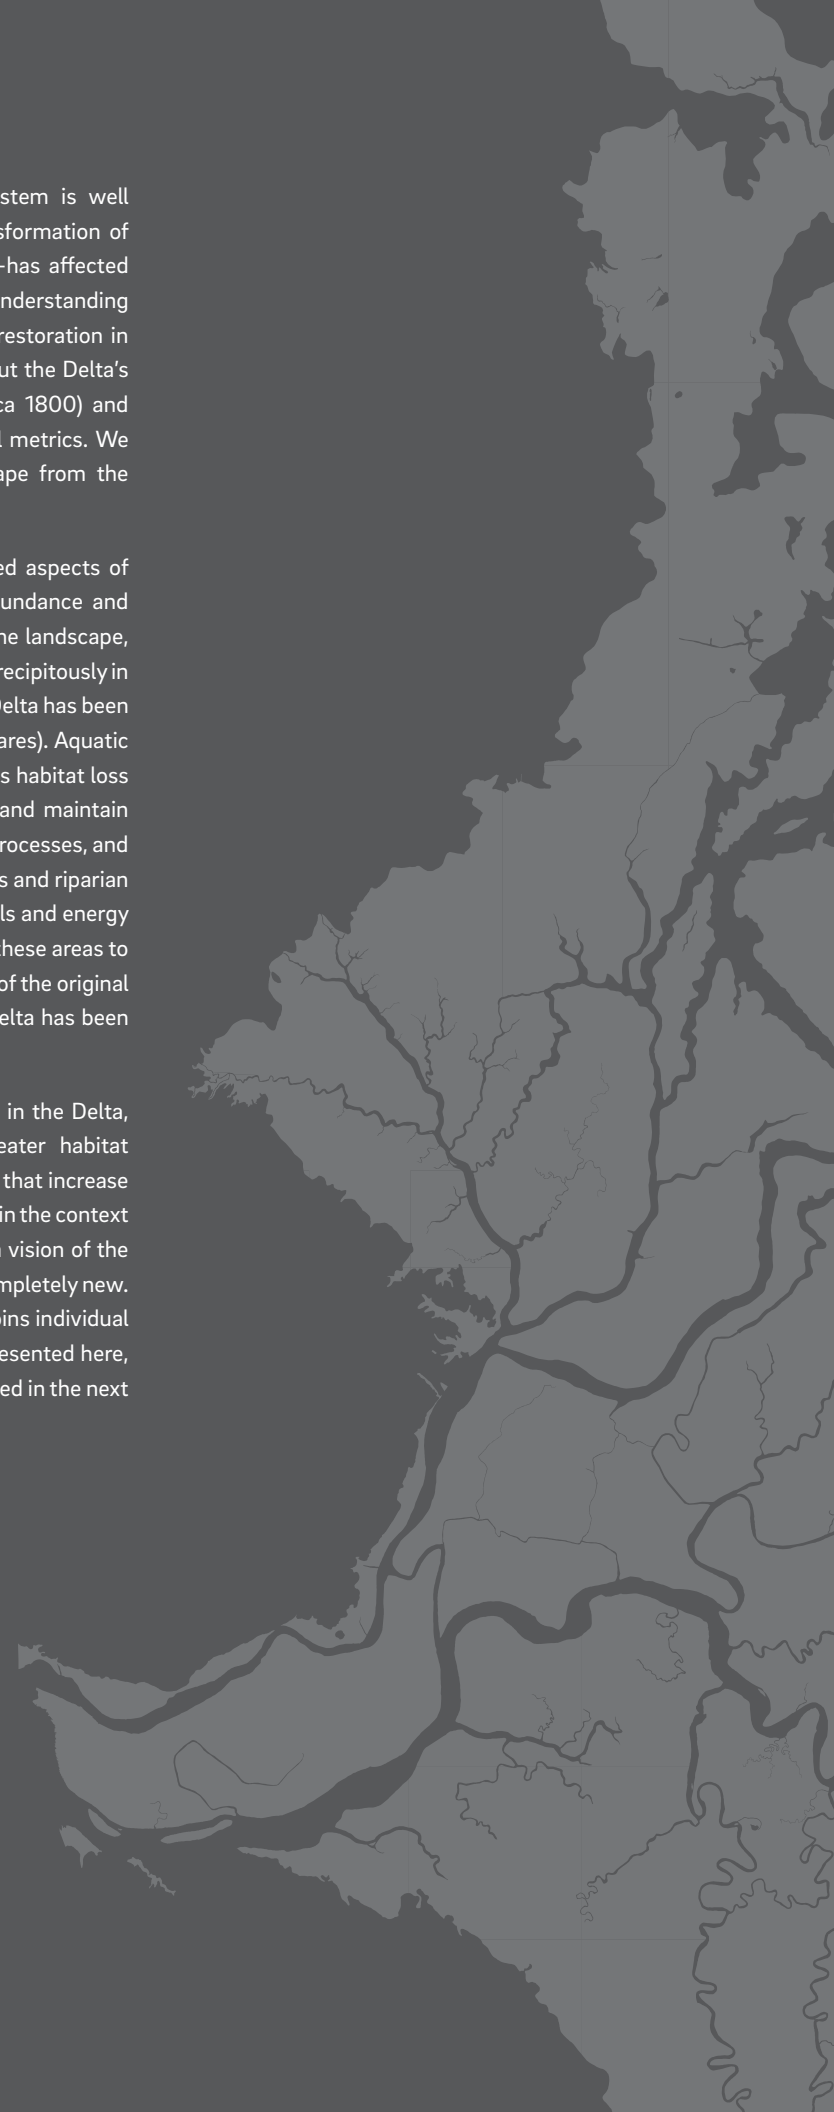 stem is well
sformation of
-has affected
nderstanding
restoration in
ut the Delta's
ca 1800) and
l metrics. We
ape from the
ed aspects of
undance and
he landscape,
recipitously in
Delta has been
ares). Aquatic
s habitat loss
and maintain
rocesses, and
s and riparian
ls and energy
these areas to
of the original
elta has been
in the Delta,
eater habitat
that increase
in the context
vision of the
mpletely new.
ins individual
esented here,
ed in the next